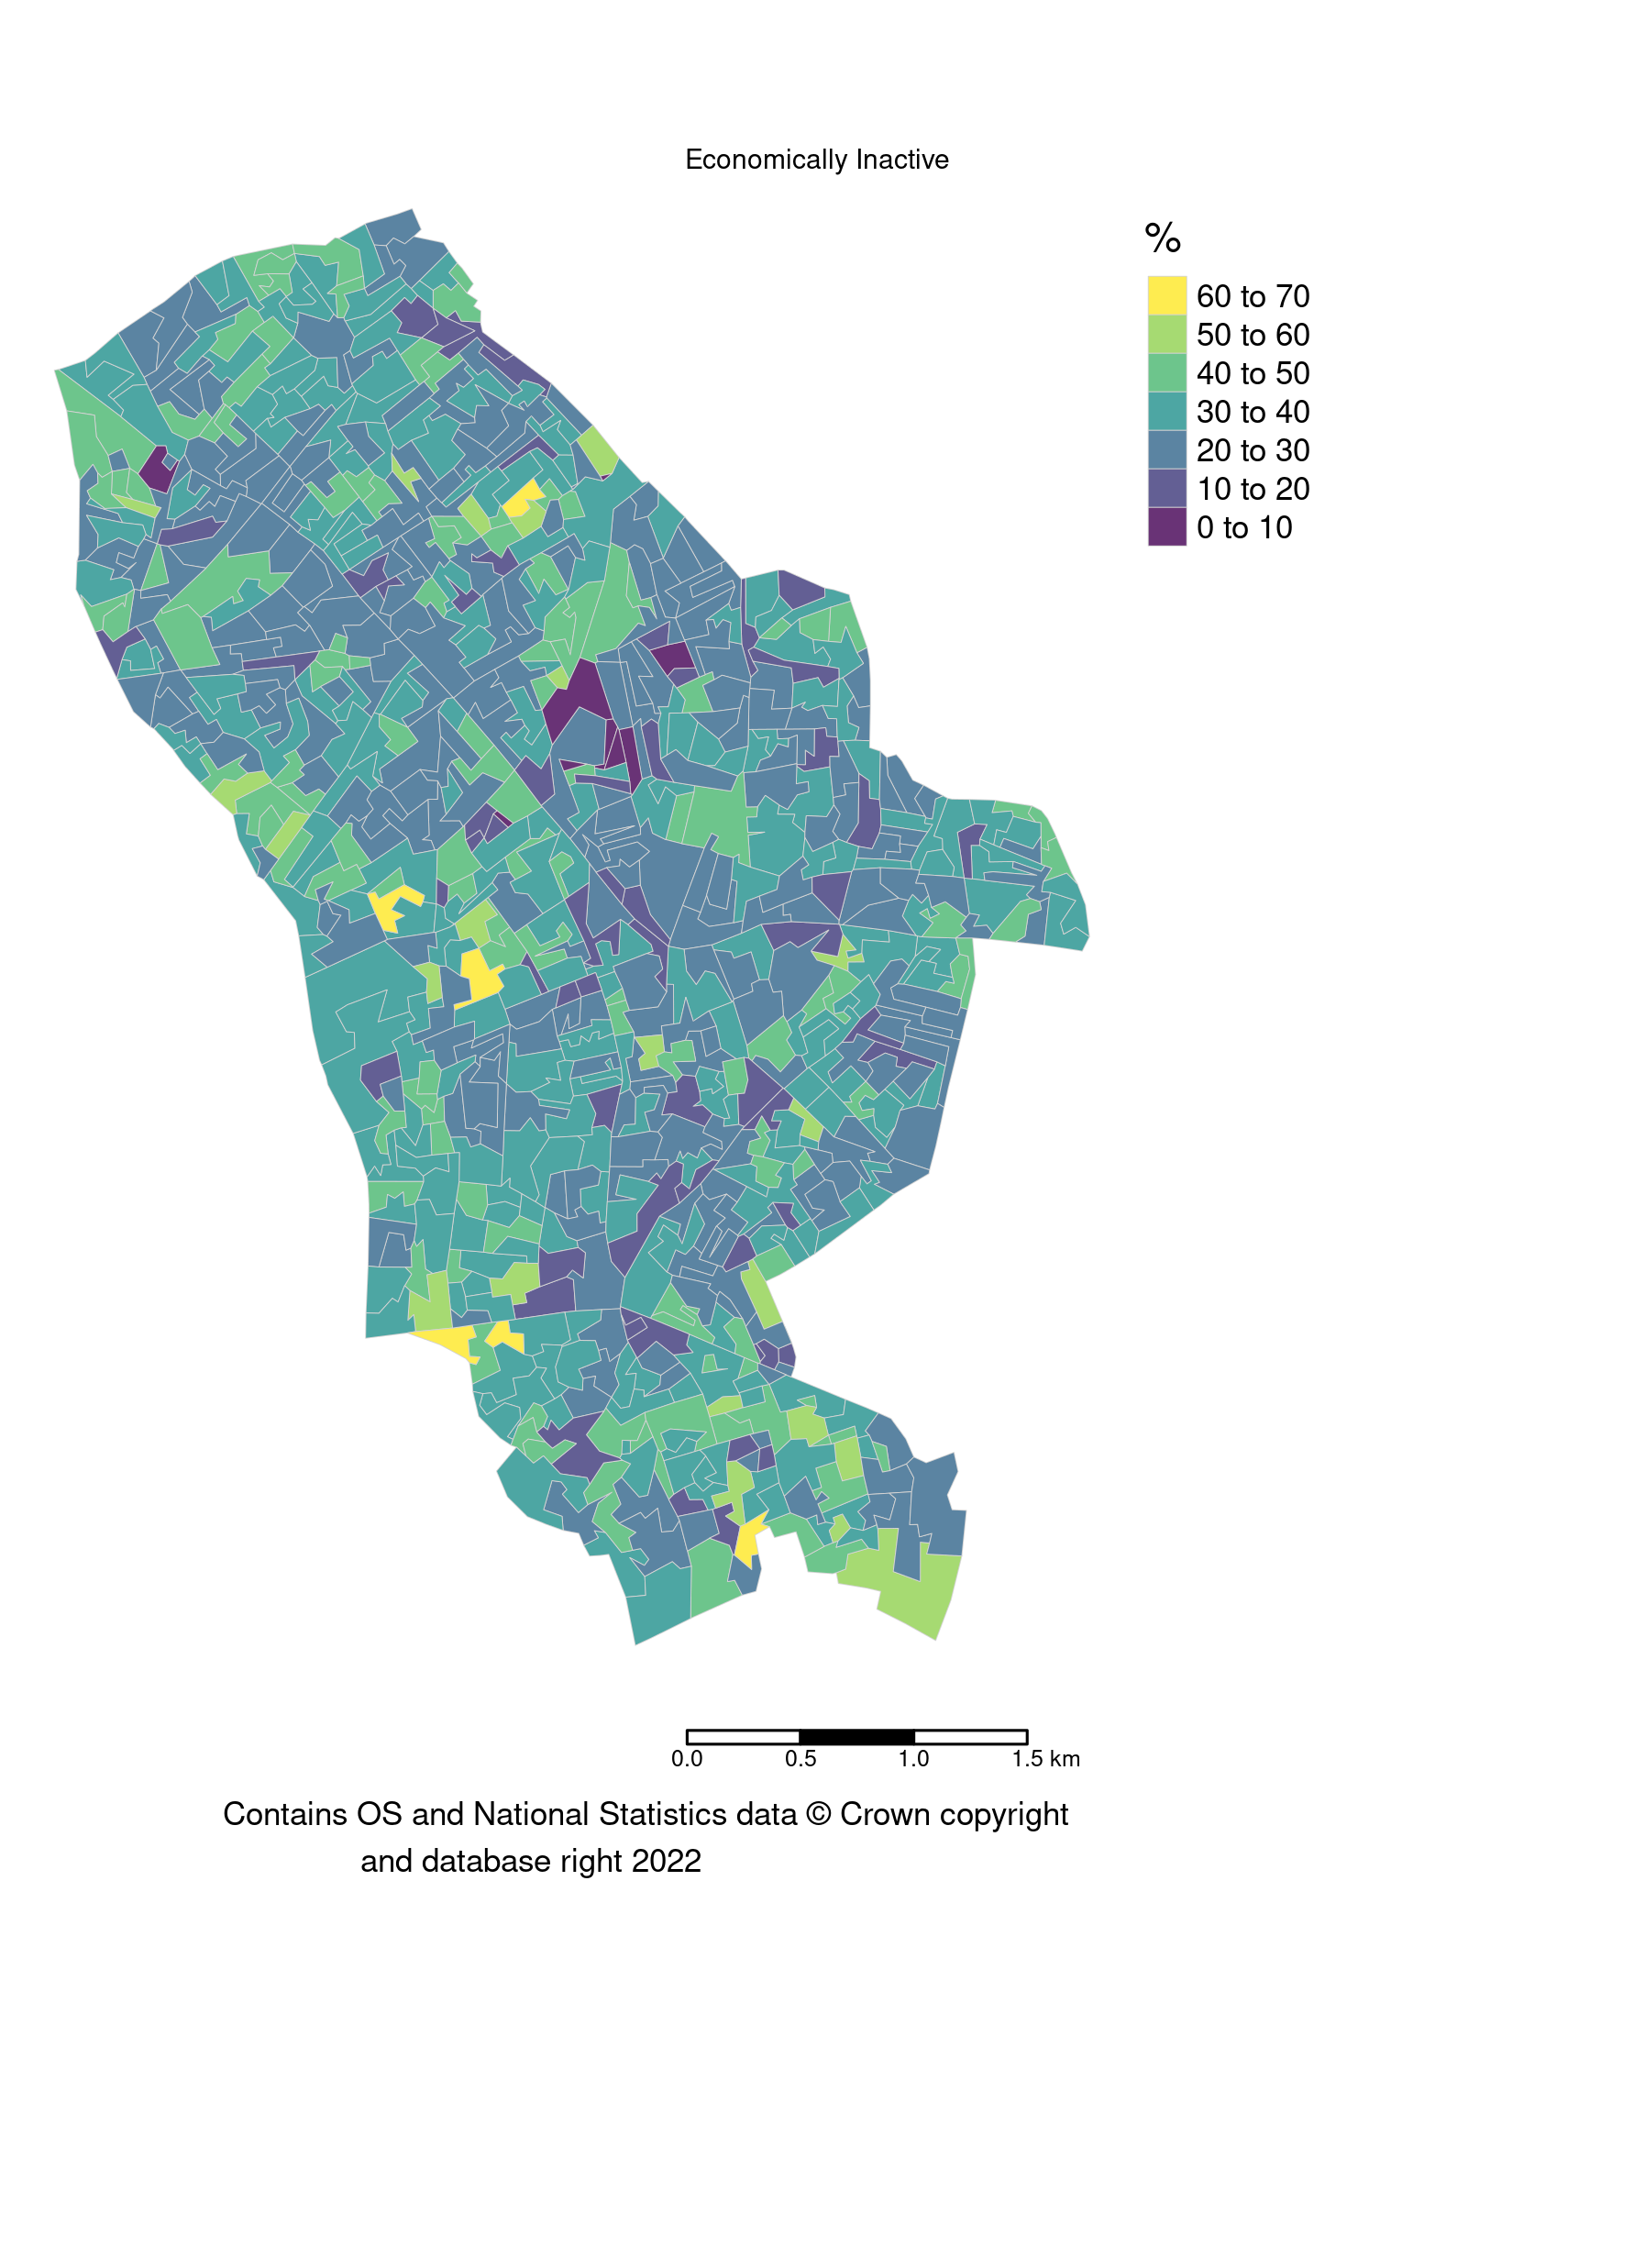 Economically Inactive
%
60 to 70
50 to 60
40 to 50
30 to 40
20 to 30
10 to 20
0 to 10
0.0 0.5 1.0 1.5 km
Contains OS and National Statistics data © Crown copyright
and database right 2022